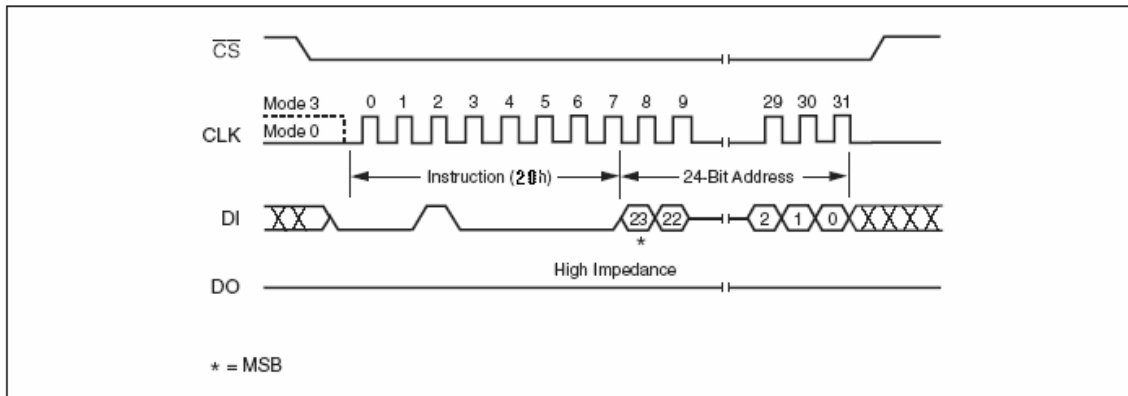 CS
Mode 3 0 1 2 3 4 5 6 7 8 9 29 30 31
CLK Mode 0
Instruction (20h) 24-Bit Address
DI 23 22 2 1 0
*
High Impedance
DO
* = MSB